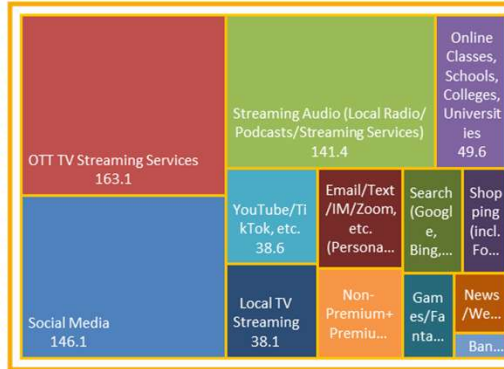 OTT TV Streaming Services
163.1
Social Media
146.1
Streaming Audio (Local Radio/
Podcasts/Streaming Services)
141.4
Online
Classes,
Schools,
Colleges,
Universit
ies
49.6
YouTube/Ti
kTok, etc.
38.6
Local TV
Streaming
38.1
Email/Text
/IM/Zoom,
etc.
(Persona...
Non-
Premium+
Premiu...
Search
(Googl
e,
Bing,...
Shop
ping
(incl.
Fo...
Gam
es/Fa
nta...
News
/We...
Ban...